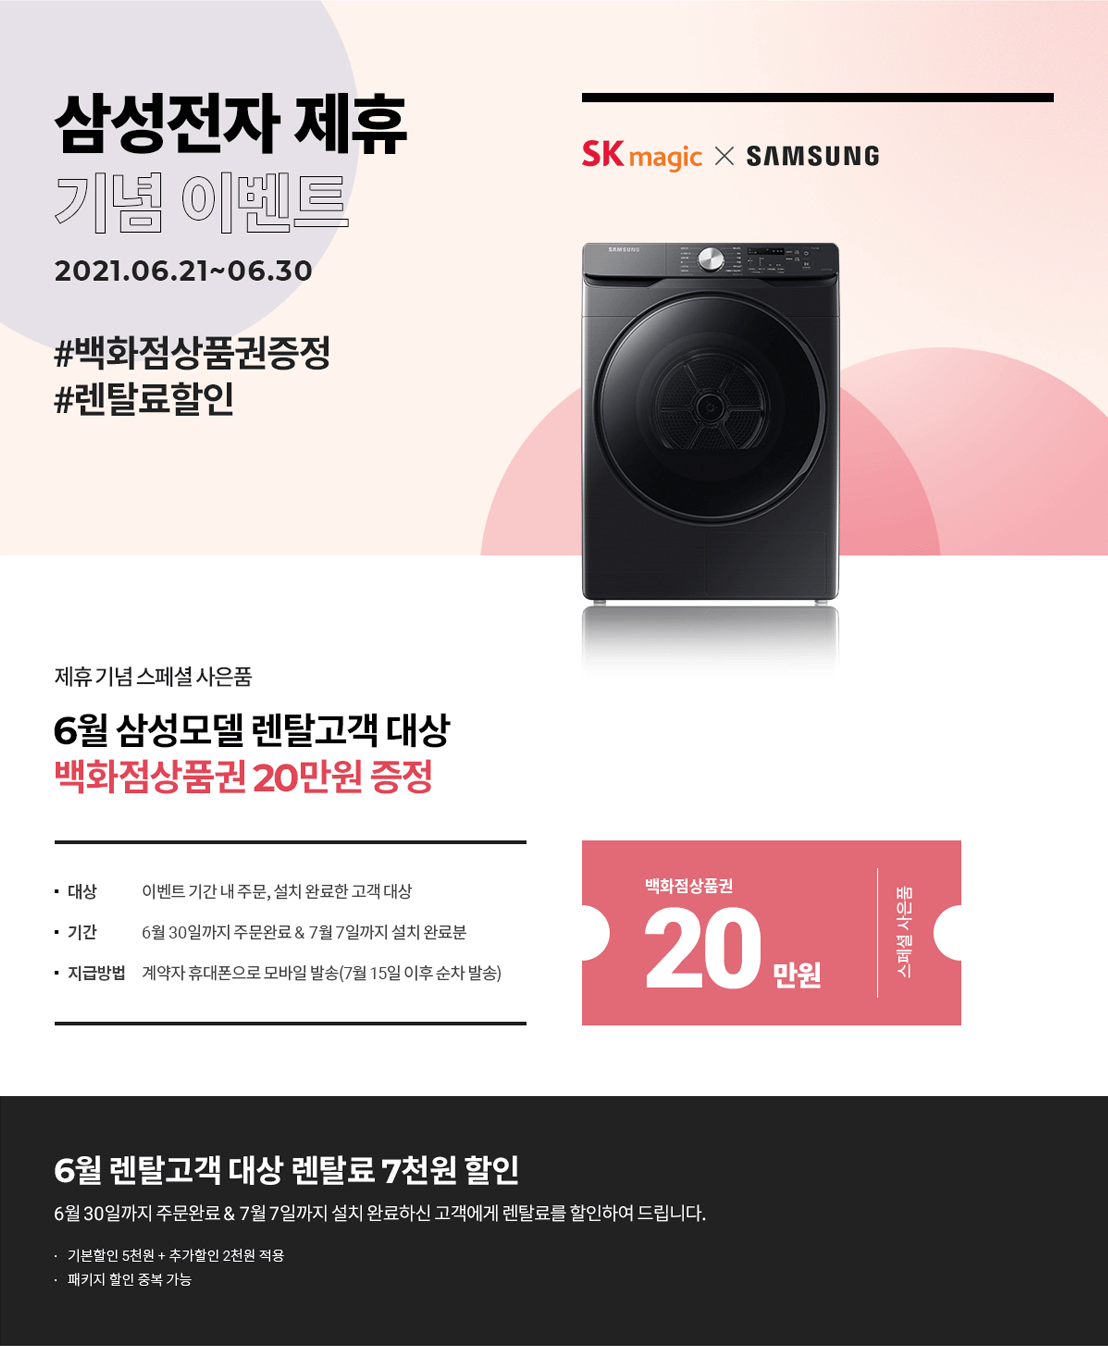 삼성전자 제휴
기념 이벤트
2021.06.21~06.30
#백화점상품권증정
#렌탈료할인
SK magic × SAMSUNG
SAMSUNG
제휴 기념 스페셜 사은품
6월 삼성모델 렌탈고객 대상
백화점상품권 20만원 증정
▪ 대상 이벤트 기간 내 주문, 설치 완료한 고객 대상
▪ 기간 6월 30일까지 주문완료 & 7월 7일까지 설치 완료분
▪ 지급방법 계약자 휴대폰으로 모바일 발송(7월 15일 이후 순차 발송)
백화점상품권
20 만원
스페셜 사은품
6월 렌탈고객 대상 렌탈료 7천원 할인
6월 30일까지 주문완료 & 7월 7일까지 설치 완료하신 고객에게 렌탈료를 할인하여 드립니다.
· 기본할인 5천원 + 추가할인 2천원 적용
· 패키지 할인 중복 가능